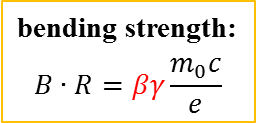 bending strength:
B · R = βγ m₀c / e